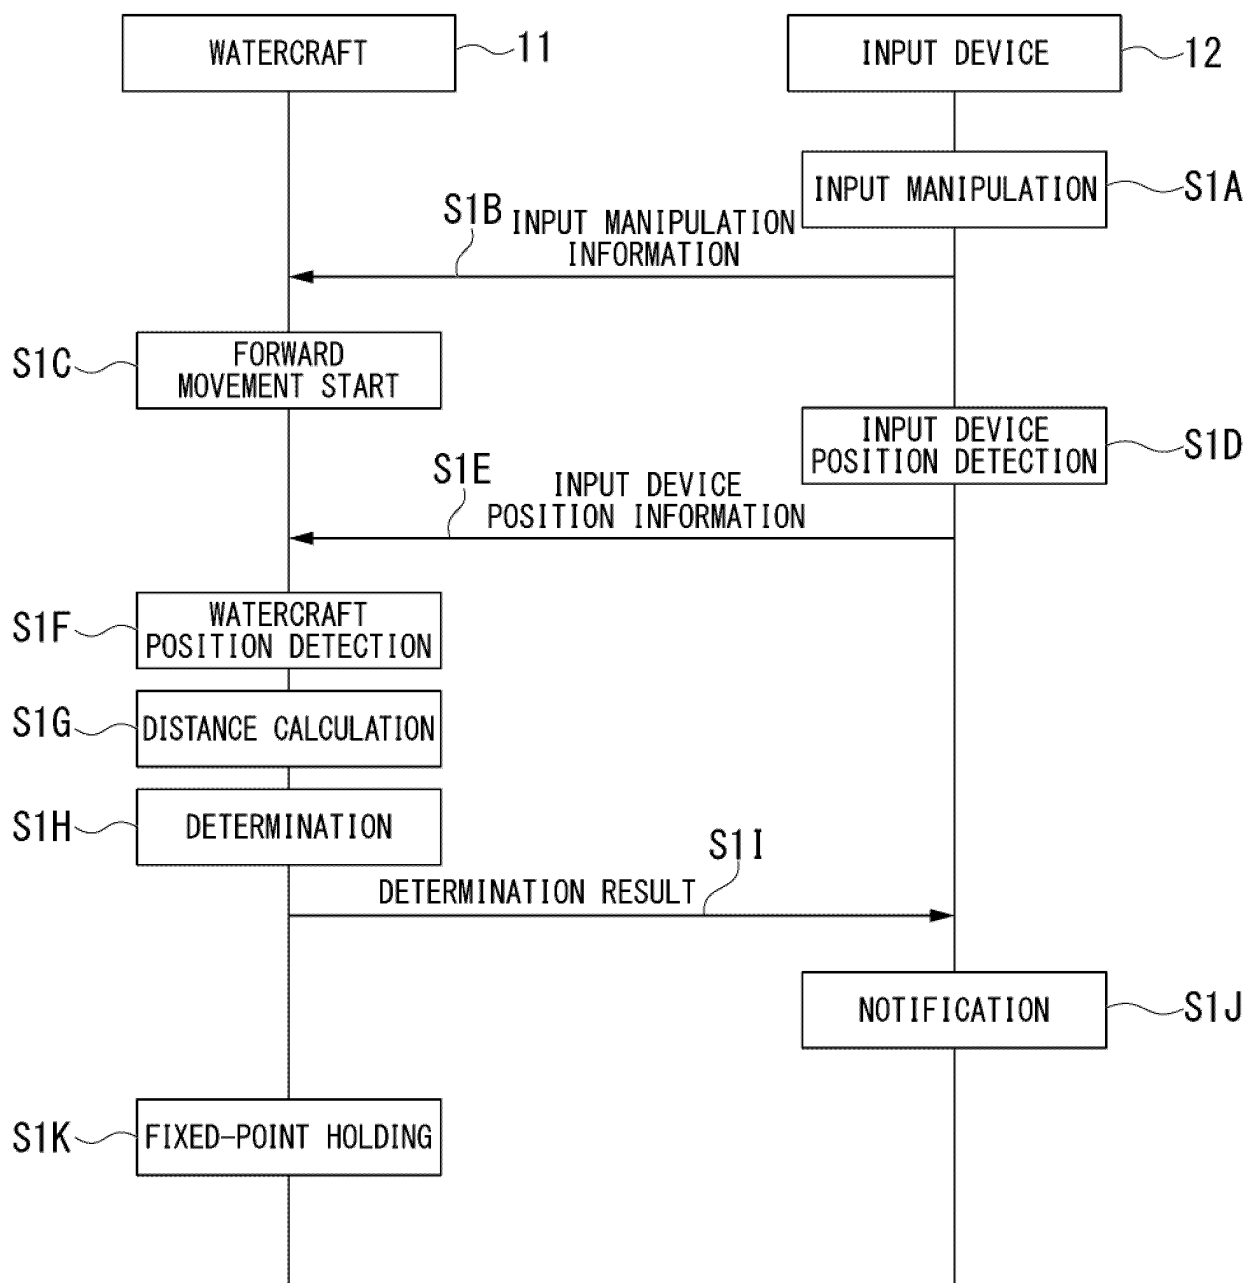 WATERCRAFT
11
INPUT DEVICE
12
INPUT MANIPULATION
S1A
S1B
INPUT MANIPULATION
INFORMATION
S1C
FORWARD
MOVEMENT START
INPUT DEVICE
POSITION DETECTION
S1D
S1E
INPUT DEVICE
POSITION INFORMATION
S1F
WATERCRAFT
POSITION DETECTION
S1G
DISTANCE CALCULATION
S1H
DETERMINATION
S1I
DETERMINATION RESULT
NOTIFICATION
S1J
S1K
FIXED-POINT HOLDING